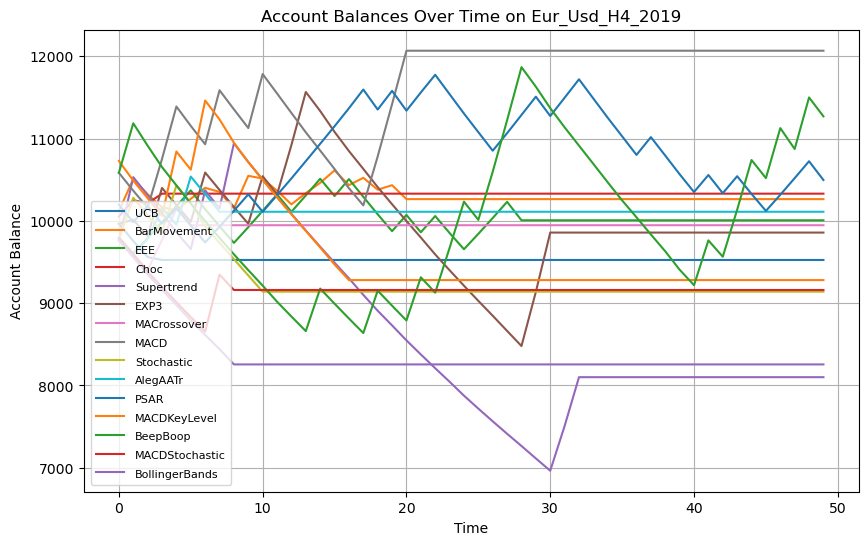 Account Balances Over Time on Eur_Usd_H4_2019
Account Balance
12000
11000
10000
9000
8000
7000
UCB
BarMovement
EEE
Choc
Supertrend
EXP3
MACrossover
MACD
Stochastic
AlegAATr
PSAR
MACDKeyLevel
BeepBoop
MACDStochastic
BollingerBands
0 10 20 30 40 50
Time